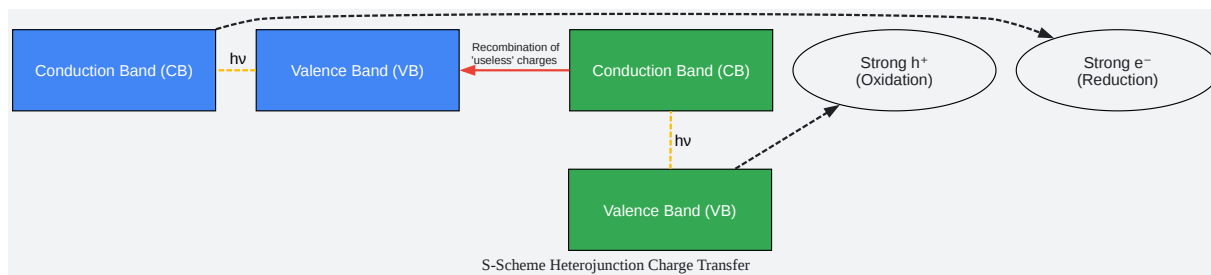 Conduction Band (CB)
hν
Valence Band (VB)
Recombination of
'useless' charges
Conduction Band (CB)
Strong h⁺
(Oxidation)
Strong e⁻
(Reduction)
hν
Valence Band (VB)
S-Scheme Heterojunction Charge Transfer